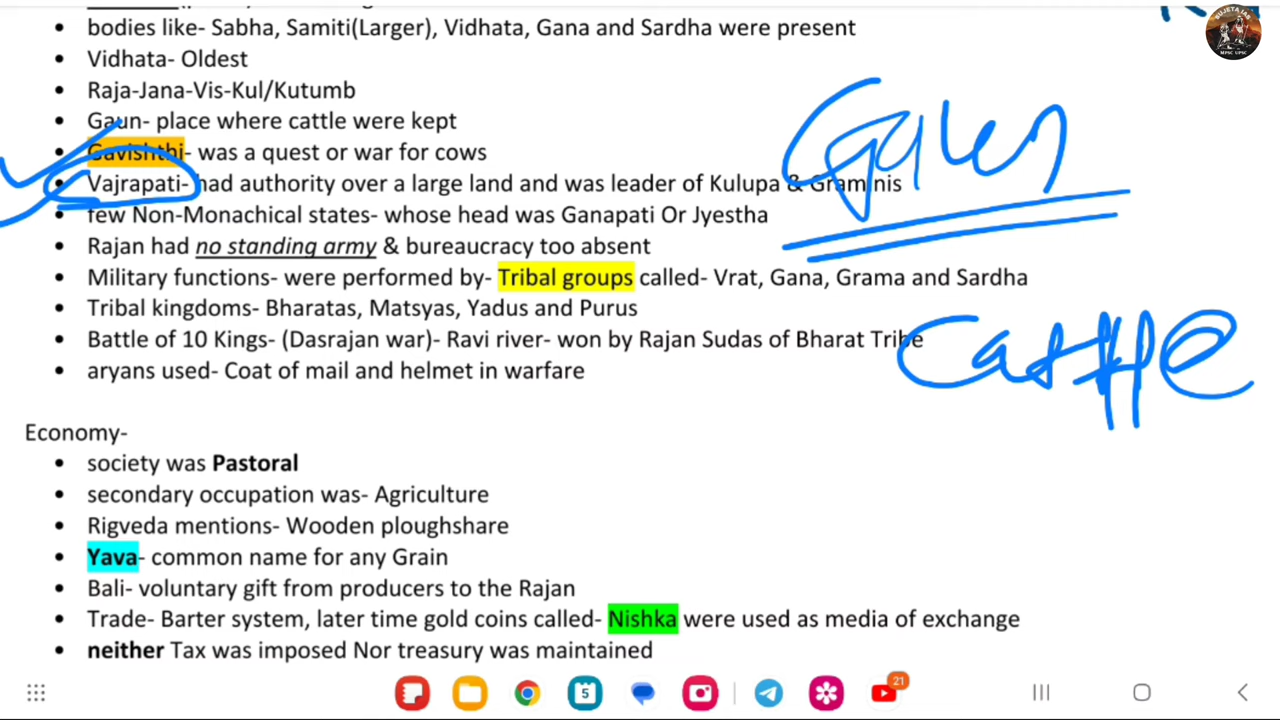 bodies like- Sabha, Samiti(Larger), Vidhata, Gana and Sardha were present
SUJETA IAS
MPSC UPSC
• Vidhata- Oldest
• Raja-Jana-Vis-Kul/Kutumb
• Gaun- place where cattle were kept
• Gavishthi- was a quest or war for cows
• Vajrapati- had authority over a large land and was leader of Kulupa & Graminis
• few Non-Monachical states- whose head was Ganapati Or Jyestha
• Rajan had no standing army & bureaucracy too absent
• Military functions- were performed by- Tribal groups called- Vrat, Gana, Grama and Sardha
• Tribal kingdoms- Bharatas, Matsyas, Yadus and Purus
• Battle of 10 Kings- (Dasrajan war)- Ravi river- won by Rajan Sudas of Bharat Tribe
Cattle
• aryans used- Coat of mail and helmet in warfare
Economy-
• society was Pastoral
• secondary occupation was- Agriculture
• Rigveda mentions- Wooden ploughshare
• Yava- common name for any Grain
• Bali- voluntary gift from producers to the Rajan
• Trade- Barter system, later time gold coins called- Nishka were used as media of exchange
• neither Tax was imposed Nor treasury was maintained
5
21